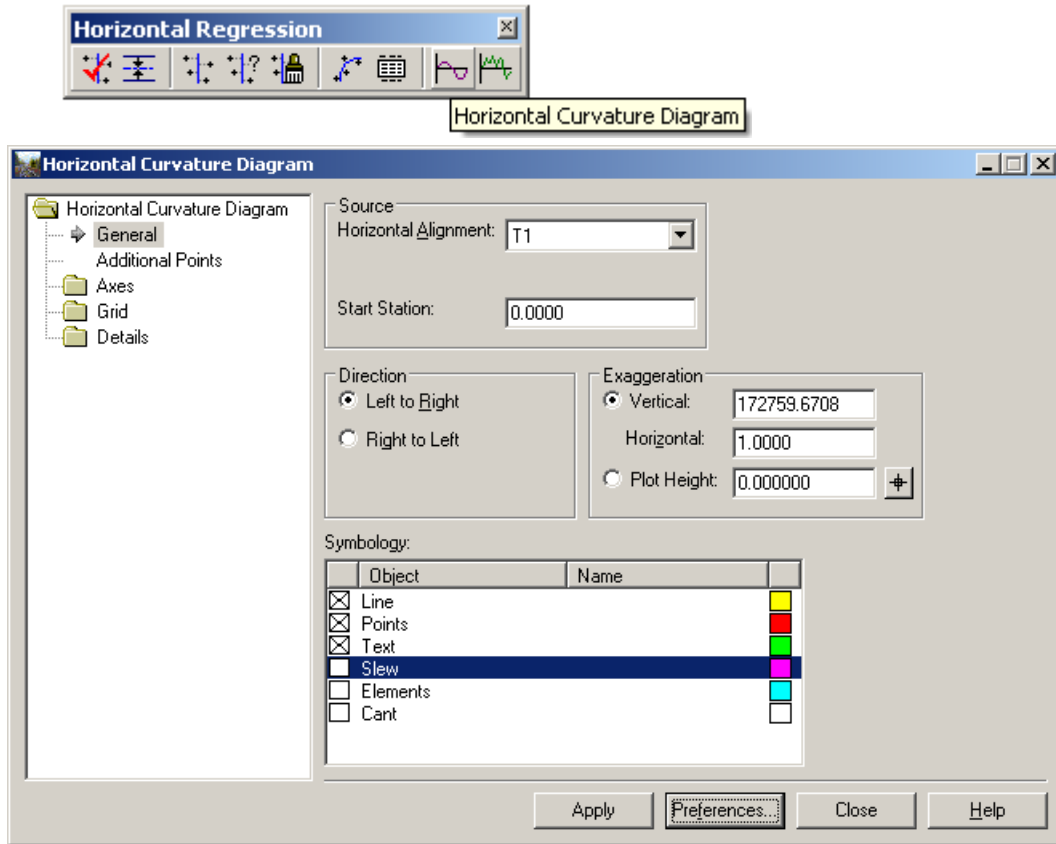 Horizontal Regression
Horizontal Curvature Diagram
Horizontal Curvature Diagram
Horizontal Curvature Diagram
General
Additional Points
Axes
Grid
Details
Source
Horizontal Alignment: T1
Start Station: 0.0000
Direction
Left to Right
Right to Left
Exaggeration
Vertical: 172759.6708
Horizontal: 1.0000
Plot Height: 0.000000
Symbology:
Object Name
Line
Points
Text
Slew
Elements
Cant
Apply Preferences... Close Help